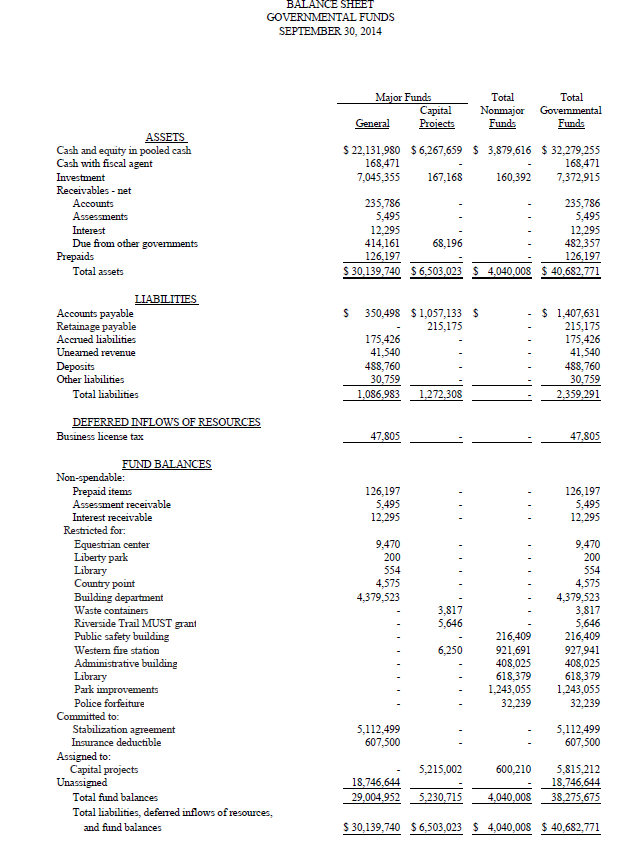 BALANCE SHEET
GOVERNMENTAL FUNDS
SEPTEMBER 30, 2014
Major Funds Total Total
Capital Nonmajor Governmental
General Projects Funds Funds
ASSETS
Cash and equity in pooled cash $ 22,131,980 $ 6,267,659 $ 3,879,616 $ 32,279,255
Cash with fiscal agent 168,471 - - 168,471
Investment 7,045,355 167,168 160,392 7,372,915
Receivables - net
Accounts 235,786 - - 235,786
Assessments 5,495 - - 5,495
Interest 12,295 - - 12,295
Due from other governments 414,161 68,196 - 482,357
Prepaids 126,197 - - 126,197
Total assets $ 30,139,740 $ 6,503,023 $ 4,040,008 $ 40,682,771
LIABILITIES
Accounts payable $ 350,498 $ 1,057,133 $ - $ 1,407,631
Retainage payable - 215,175 - 215,175
Accrued liabilities 175,426 - - 175,426
Unearned revenue 41,540 - - 41,540
Deposits 488,760 - - 488,760
Other liabilities 30,759 - - 30,759
Total liabilities 1,086,983 1,272,308 - 2,359,291
DEFERRED INFLOWS OF RESOURCES
Business license tax 47,805 - - 47,805
FUND BALANCES
Non-spendable:
Prepaid items 126,197 - - 126,197
Assessment receivable 5,495 - - 5,495
Interest receivable 12,295 - - 12,295
Restricted for:
Equestrian center 9,470 - - 9,470
Liberty park 200 - - 200
Library 554 - - 554
Country point 4,575 - - 4,575
Building department 4,379,523 - - 4,379,523
Waste containers - 3,817 - 3,817
Riverside Trail MUST grant - 5,646 - 5,646
Public safety building - - 216,409 216,409
Western fire station - 6,250 921,691 927,941
Administrative building - - 408,025 408,025
Library - - 618,379 618,379
Park improvements - - 1,243,055 1,243,055
Police forfeiture - - 32,239 32,239
Committed to:
Stabilization agreement 5,112,499 - - 5,112,499
Insurance deductible 607,500 - - 607,500
Assigned to:
Capital projects - 5,215,002 600,210 5,815,212
Unassigned 18,746,644 - - 18,746,644
Total fund balances 29,004,952 5,230,715 4,040,008 38,275,675
Total liabilities, deferred inflows of resources,
and fund balances $ 30,139,740 $ 6,503,023 $ 4,040,008 $ 40,682,771